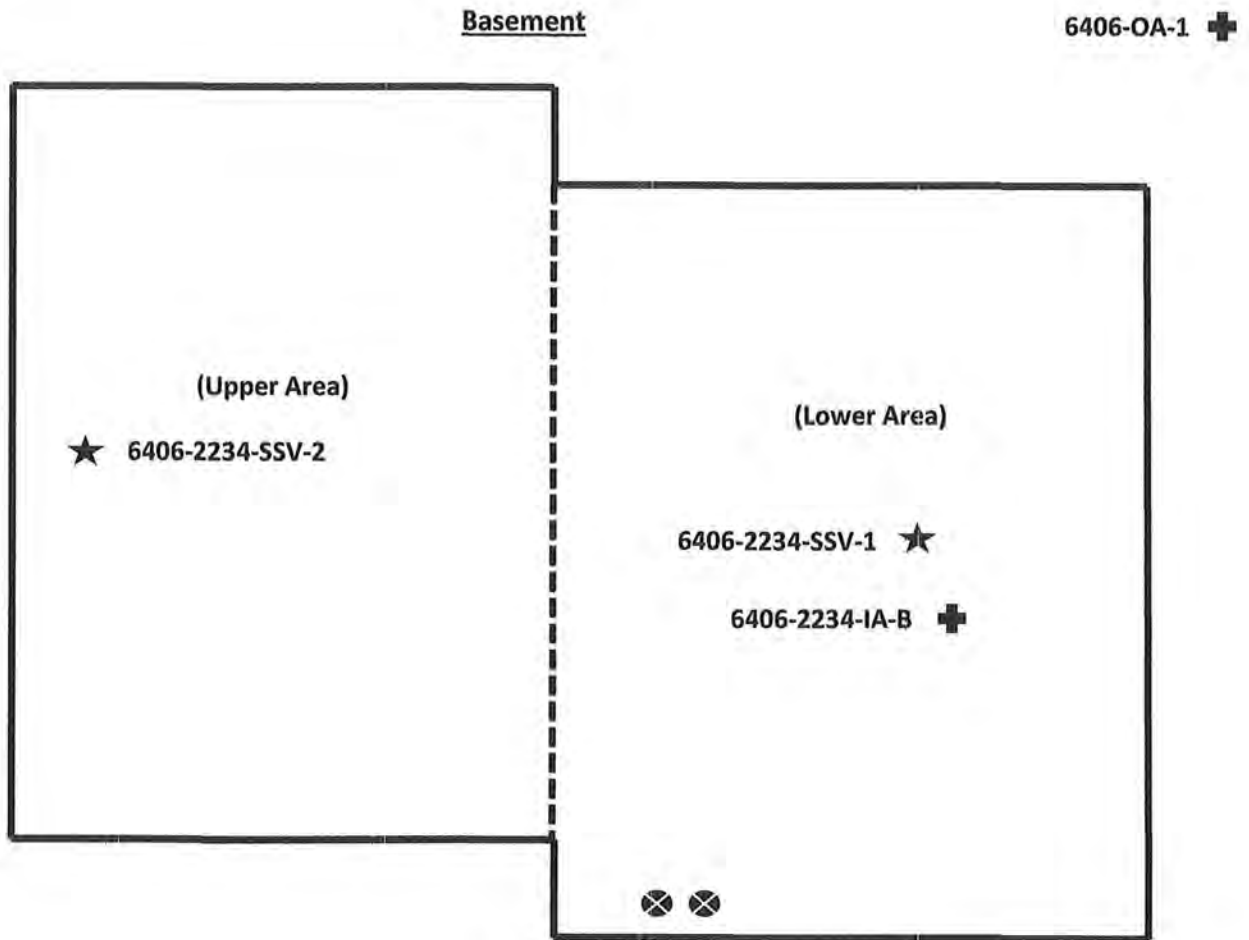 Basement
6406-OA-1
(Upper Area)
6406-2234-SSV-2
(Lower Area)
6406-2234-SSV-1
6406-2234-IA-B